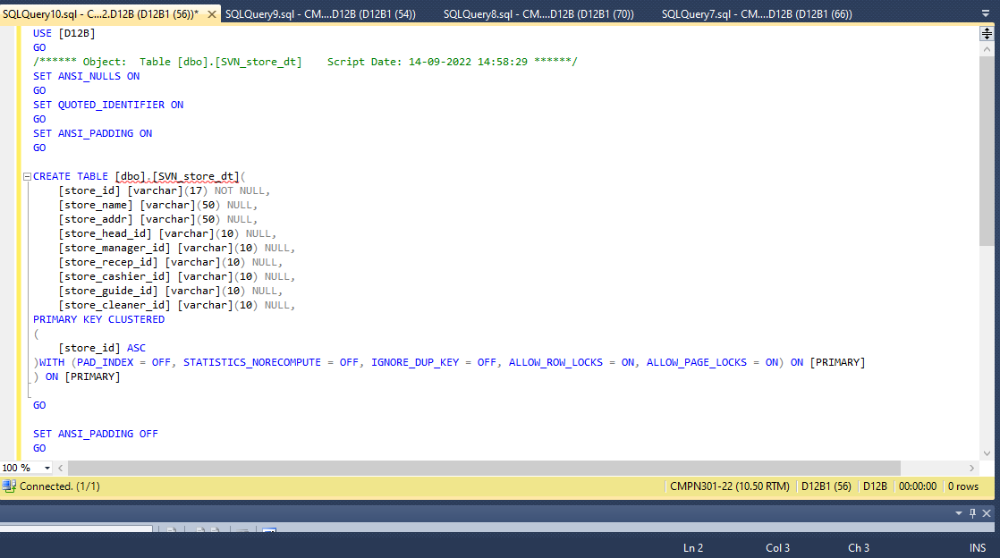 SQLQuery10.sql - C...2.D12B (D12B1 (56))* SQLQuery9.sql - CM....D12B (D12B1 (54)) SQLQuery8.sql - CM....D12B (D12B1 (70)) SQLQuery7.sql - CM....D12B (D12B1 (66))
USE [D12B]
GO
/****** Object:  Table [dbo].[SVN_store_dt]    Script Date: 14-09-2022 14:58:29 ******/
SET ANSI_NULLS ON
GO
SET QUOTED_IDENTIFIER ON
GO
SET ANSI_PADDING ON
GO
CREATE TABLE [dbo].[SVN_store_dt](
    [store_id] [varchar](17) NOT NULL,
    [store_name] [varchar](50) NULL,
    [store_addr] [varchar](50) NULL,
    [store_head_id] [varchar](10) NULL,
    [store_manager_id] [varchar](10) NULL,
    [store_recep_id] [varchar](10) NULL,
    [store_cashier_id] [varchar](10) NULL,
    [store_guide_id] [varchar](10) NULL,
    [store_cleaner_id] [varchar](10) NULL,
PRIMARY KEY CLUSTERED
(
    [store_id] ASC
)WITH (PAD_INDEX = OFF, STATISTICS_NORECOMPUTE = OFF, IGNORE_DUP_KEY = OFF, ALLOW_ROW_LOCKS = ON, ALLOW_PAGE_LOCKS = ON) ON [PRIMARY]
) ON [PRIMARY]
GO
SET ANSI_PADDING OFF
GO
100 %
Connected. (1/1) CMPN301-22 (10.50 RTM) D12B1 (56) D12B 00:00:00 0 rows
Ln 2 Col 3 Ch 3 INS